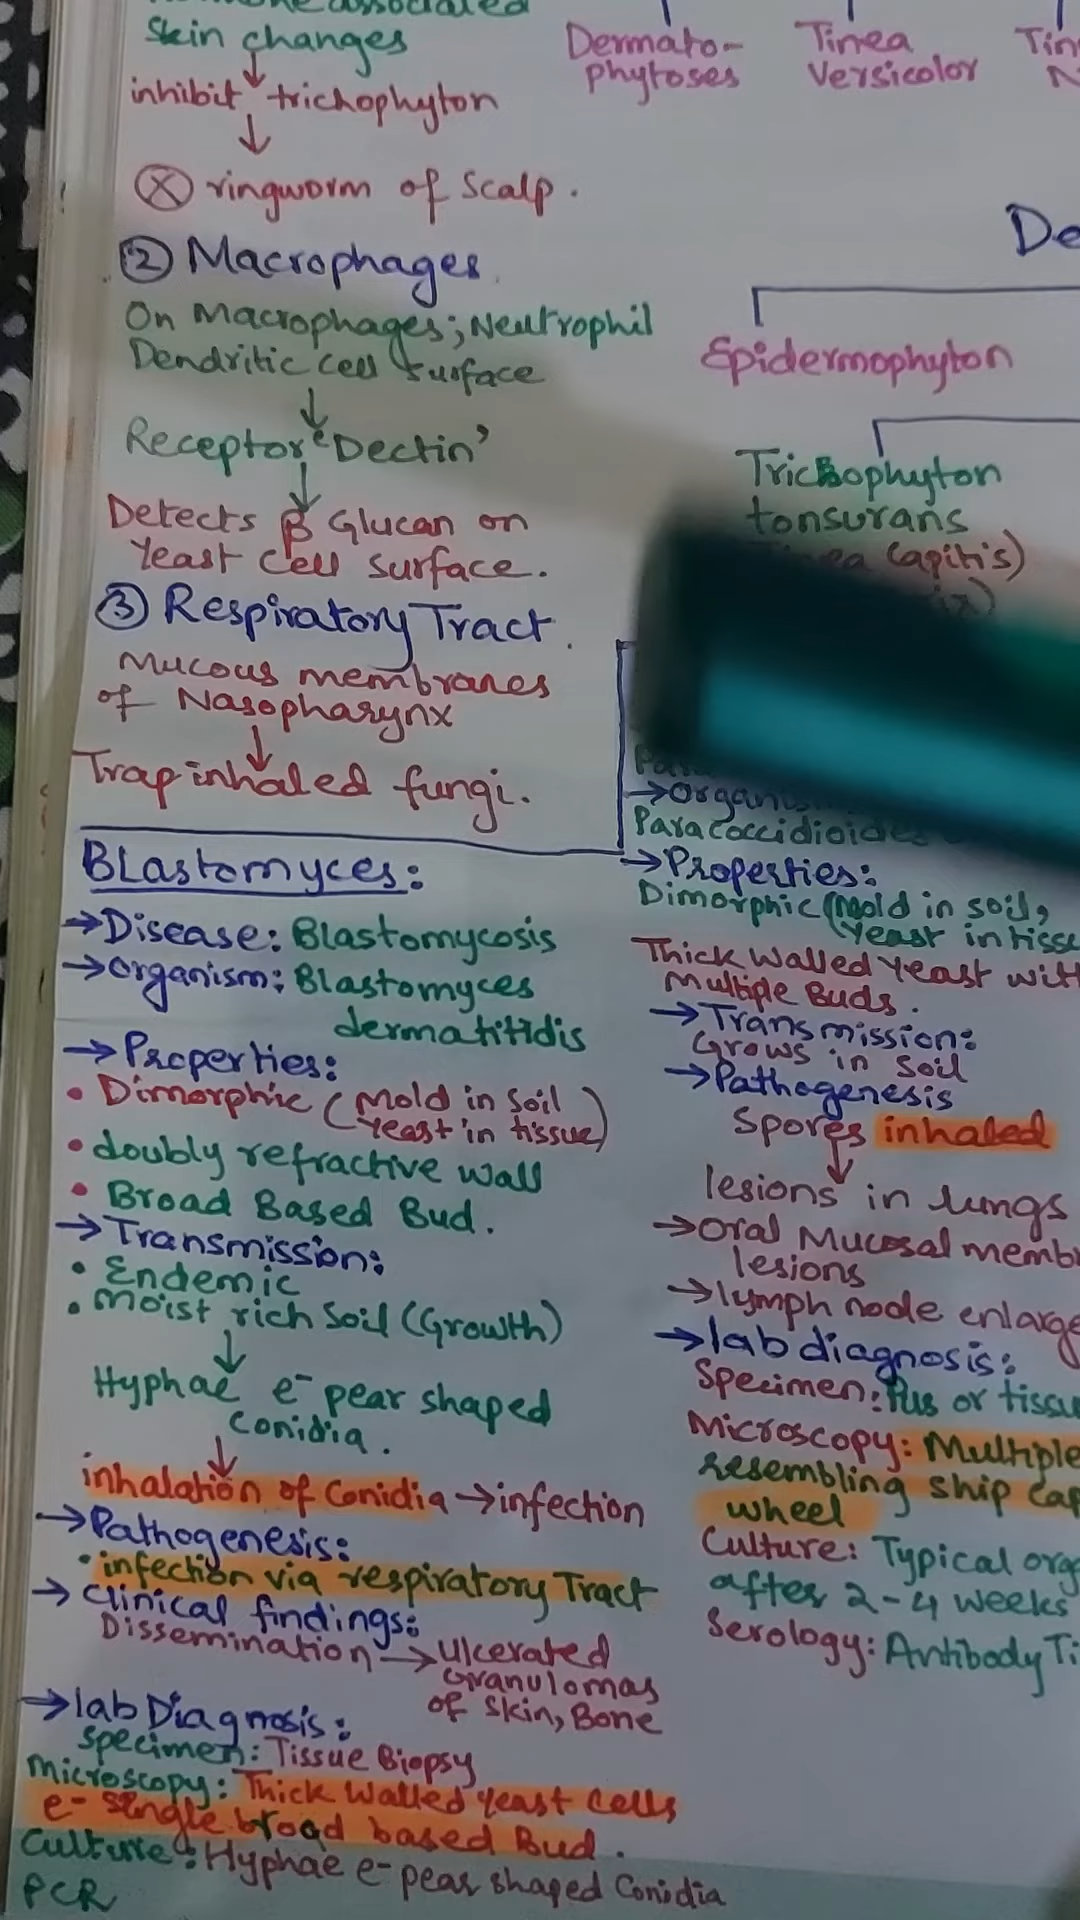 Skin changes
↓
inhibit trichophyton
↓
Ⓧ ringworm of Scalp.
② Macrophages
On Macrophages; Neutrophil
Dendritic cell surface
↓
Receptor 'Dectin'
↓
Detects β Glucan on
Yeast Cell Surface.
③ Respiratory Tract.
Mucous membranes
of Nasopharynx
↓
Trap inhaled fungi.
Blastomyces:
→Disease: Blastomycosis
→organism: Blastomyces
dermatitidis
→Properties:
• Dimorphic (Mold in Soil
Yeast in tissue)
• doubly refractive wall
• Broad Based Bud.
→Transmission:
• Endemic
• Moist rich Soil (Growth)
↓
Hyphae e- pear shaped
Conidia.
↓
inhalation of Conidia →infection
→Pathogenesis:
• infection via respiratory Tract
→ Clinical findings:
Dissemination → Ulcerated
Granulomas
of Skin, Bone
→lab Diagnosis:
Specimen: Tissue Biopsy
Microscopy: Thick Walled yeast Cells
e- single broad based Bud.
Culture: Hyphae e- pear shaped Conidia
PCR
Dermato-
phytoses
Tinea
Versicolor
Epidermophyton
Trichophyton
tonsurans
Capitis)
Paracoccidioides
→Properties:
Dimorphic (Mold in soil,
Yeast in
Thick Walled yeast
Multiple Buds.
→Transmission:
Grows in Soil
→Pathogenesis
Spores inhaled
↓
lesions in lungs
→Oral Mucosal
lesions
→lymph node
→lab diagnosis:
Specimen: Pus or
Microscopy: Multiple
resembling ship
wheel
Culture: Typical
after 2-4 weeks
Serology: Antibody